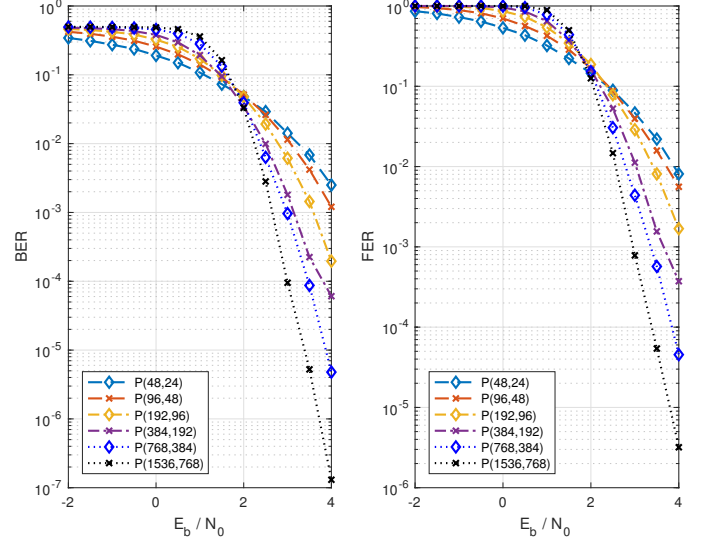 10^0
10^-1
10^-2
10^-3
10^-4
10^-5
10^-6
10^-7
BER
-2 0 2 4
E_b / N_0
P(48,24)
P(96,48)
P(192,96)
P(384,192)
P(768,384)
P(1536,768)
10^0
10^-1
10^-2
10^-3
10^-4
10^-5
10^-6
FER
-2 0 2 4
E_b / N_0
P(48,24)
P(96,48)
P(192,96)
P(384,192)
P(768,384)
P(1536,768)